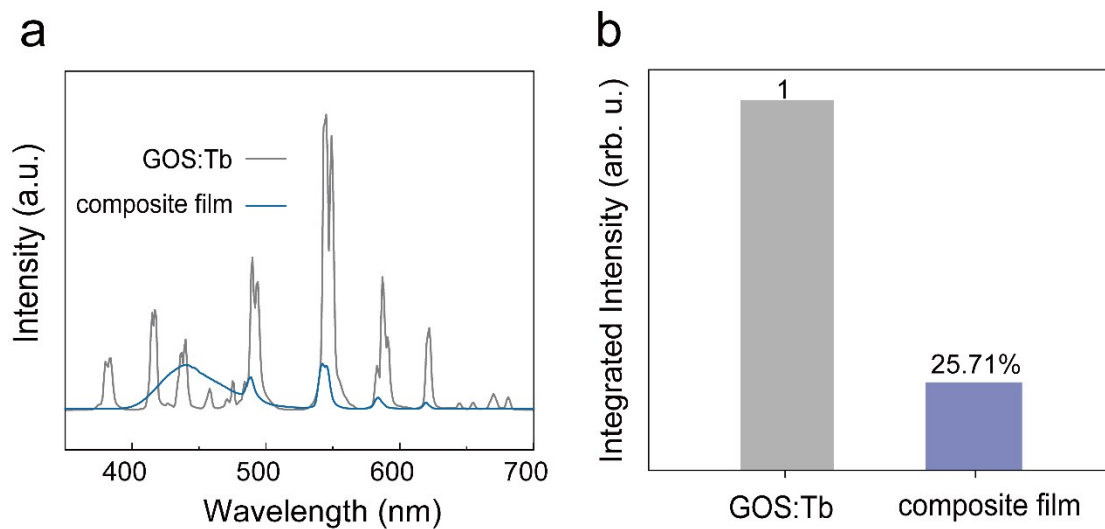 a
Intensity (a.u.)
GOS:Tb
composite film
400
500
600
700
Wavelength (nm)
b
Integrated Intensity (arb. u.)
1
25.71%
GOS:Tb
composite film